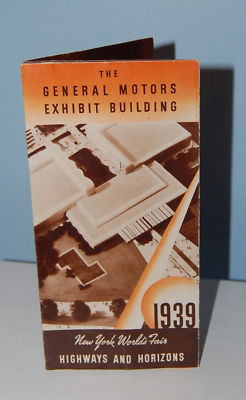 THE
GENERAL MOTORS
EXHIBIT BUILDING
1939
New York World's Fair
HIGHWAYS AND HORIZONS